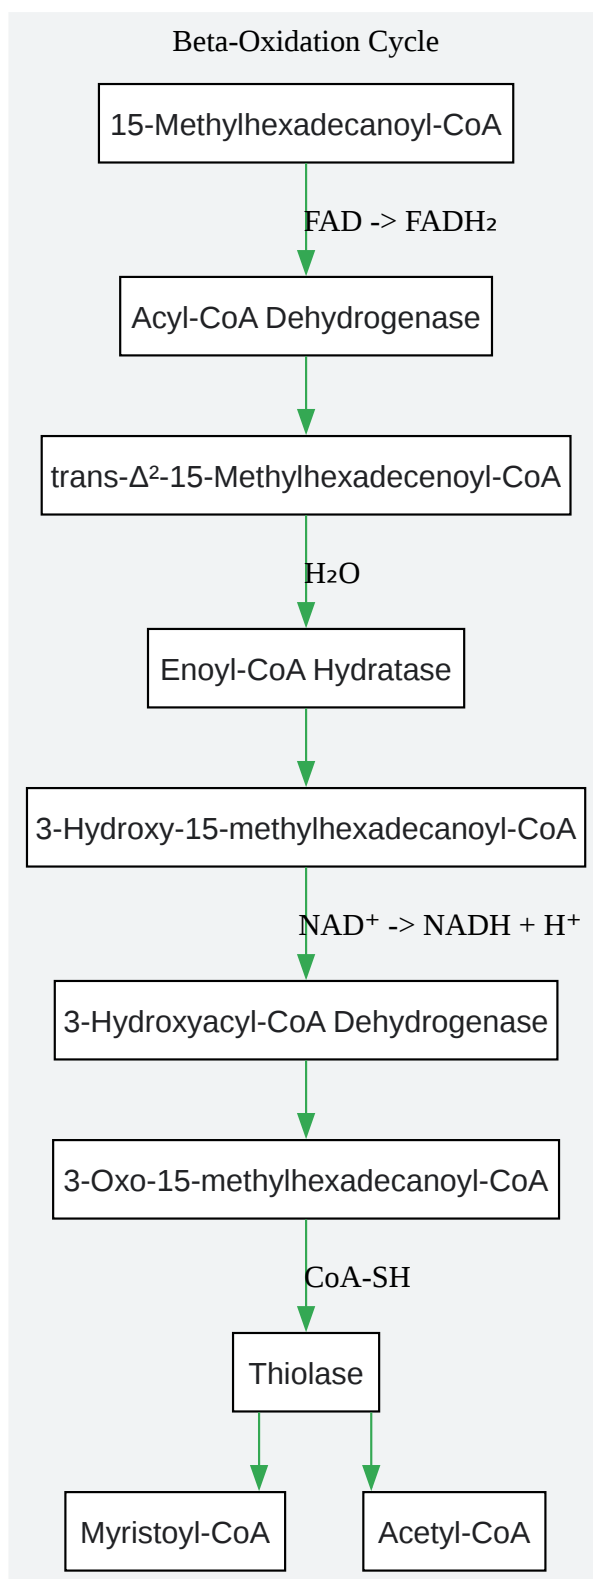 Beta-Oxidation Cycle
15-Methylhexadecanoyl-CoA
FAD -> FADH₂
Acyl-CoA Dehydrogenase
trans-Δ²-15-Methylhexadecenoyl-CoA
H₂O
Enoyl-CoA Hydratase
3-Hydroxy-15-methylhexadecanoyl-CoA
NAD⁺ -> NADH + H⁺
3-Hydroxyacyl-CoA Dehydrogenase
3-Oxo-15-methylhexadecanoyl-CoA
CoA-SH
Thiolase
Myristoyl-CoA
Acetyl-CoA